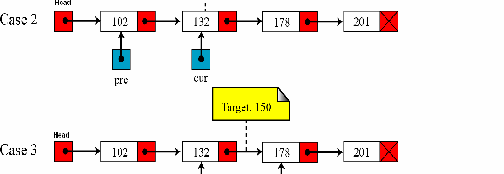 Head
Case 2
102 132 178 201
pre cur
Target: 150
Head
Case 3
102 132 178 201